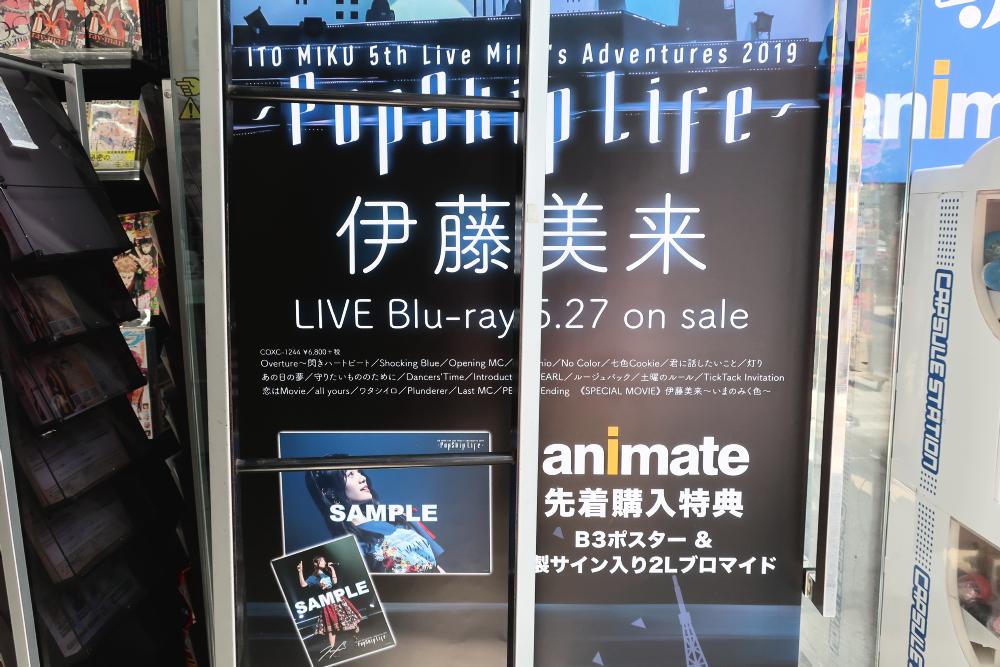 ITO MIKU 5th Live Mi 's Adventures 2019
~PopSkip Life~
伊藤美来
LIVE Blu-ray 5.27 on sale
COXC-1244 ¥6,800+税
Overture～閃きハートビート／Shocking Blue／Opening MC／ io／No Color／七色Cookie／君に話したいこと／灯り
あの日の夢／守りたいもののために／Dancers'Time／Introduct EARL／ルージュバック／土曜のルール／TickTack Invitation
恋はMovie／all yours／ワタシイロ／Plunderer／Last MC／PE Ending 《SPECIAL MOVIE》伊藤美来～いまのみく色～
PopSkip Life
SAMPLE
SAMPLE
PopSkip Life
animate
先着購入特典
B3ポスター &
製サイン入り2Lブロマイド
anim
CAPSULE STATION
CAPSULE